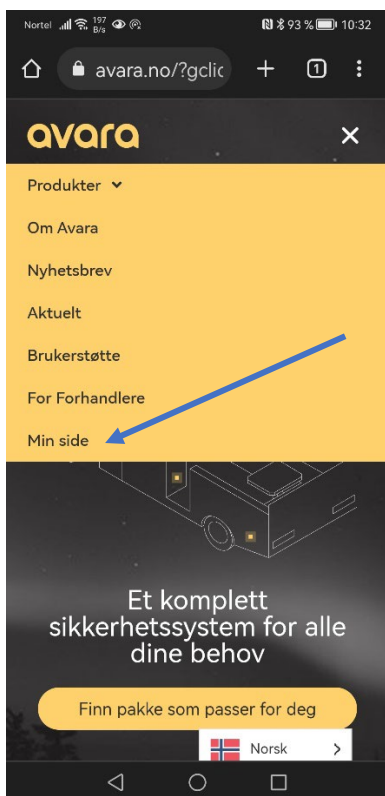 Nortel 197 B/s 93 % 10:32
avara.no/?gclic 1
avara
Produkter
Om Avara
Nyhetsbrev
Aktuelt
Brukerstøtte
For Forhandlere
Min side
Et komplett
sikkerhetssystem for alle
dine behov
Finn pakke som passer for deg
Norsk